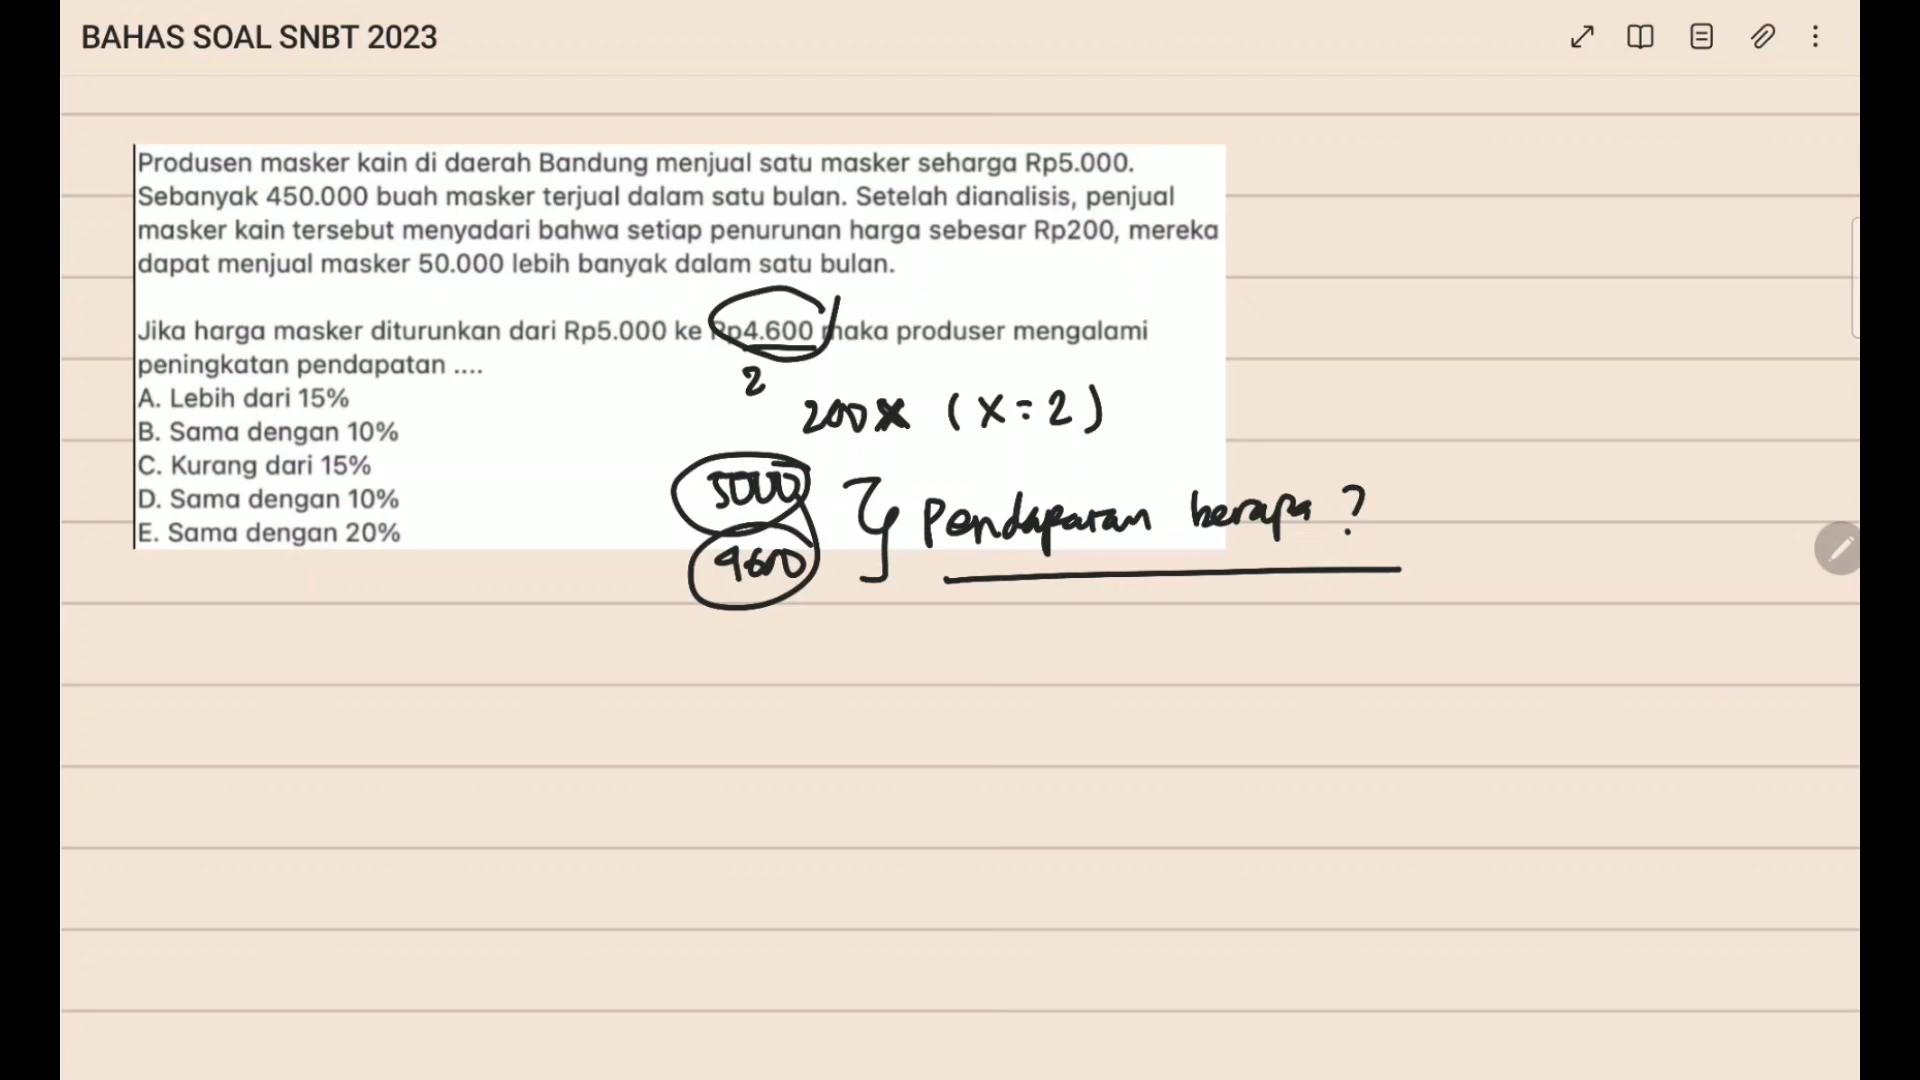 BAHAS SOAL SNBT 2023
Produsen masker kain di daerah Bandung menjual satu masker seharga Rp5.000.
Sebanyak 450.000 buah masker terjual dalam satu bulan. Setelah dianalisis, penjual
masker kain tersebut menyadari bahwa setiap penurunan harga sebesar Rp200, mereka
dapat menjual masker 50.000 lebih banyak dalam satu bulan.
Jika harga masker diturunkan dari Rp5.000 ke Rp4.600 maka produser mengalami
peningkatan pendapatan ....
A. Lebih dari 15%
B. Sama dengan 10%
C. Kurang dari 15%
D. Sama dengan 10%
E. Sama dengan 20%
2
200x (x=2)
5000
4600
Pendapatan berapa ?